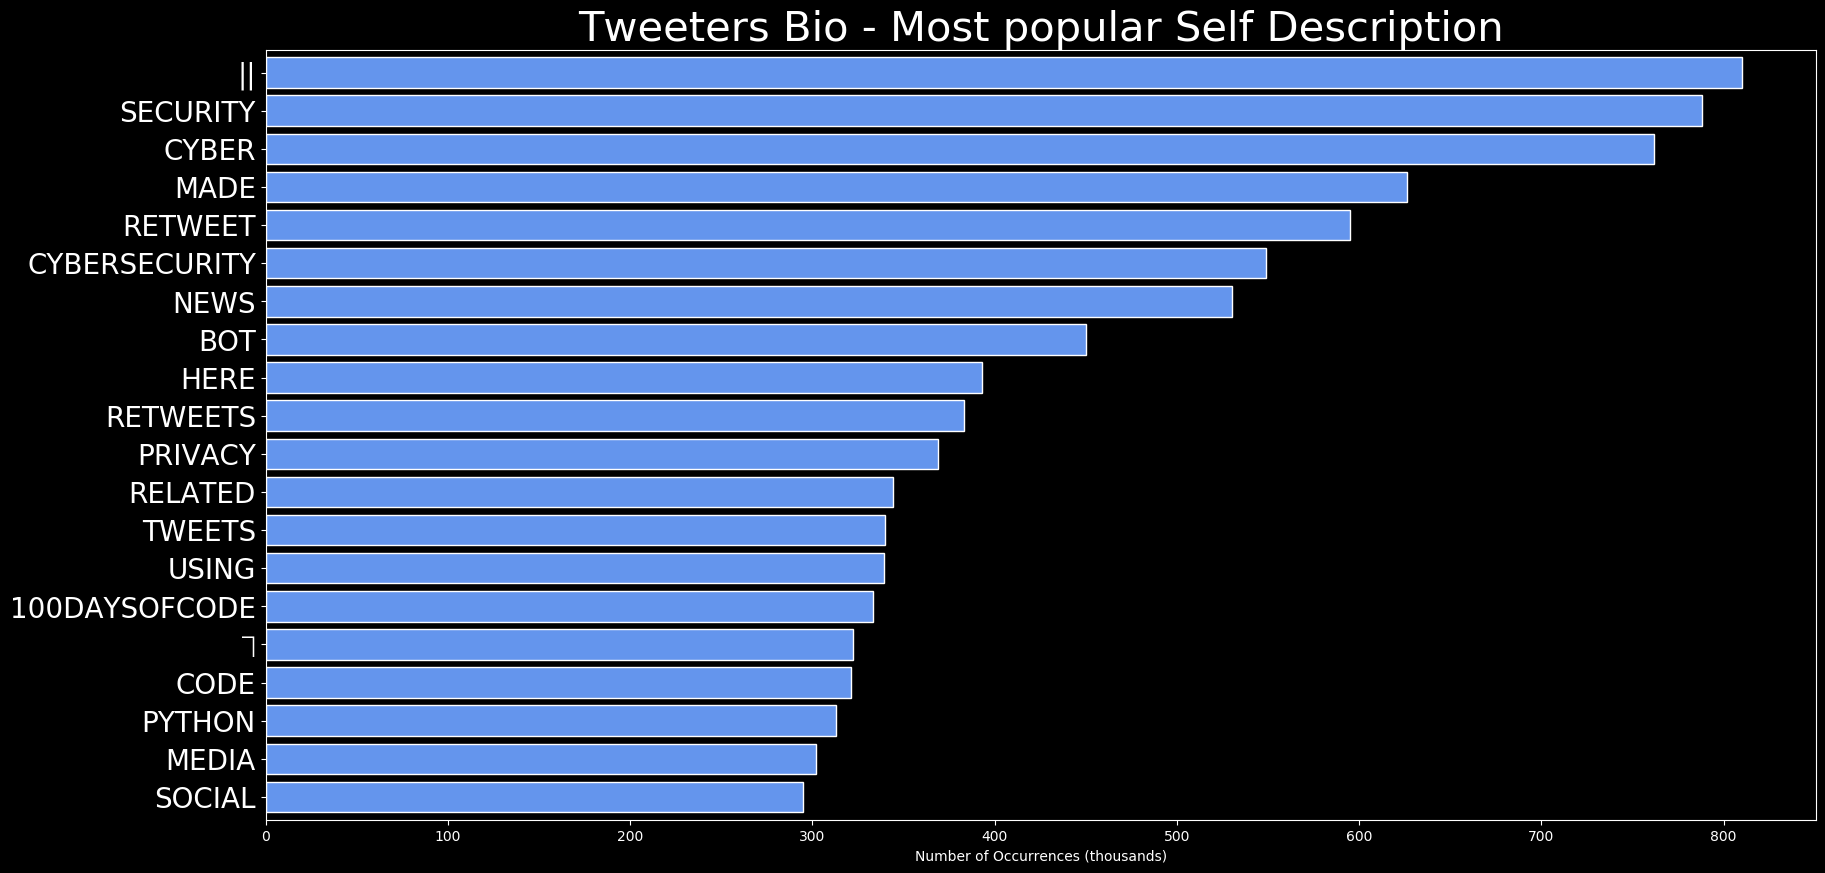 Tweeters Bio - Most popular Self Description
||
SECURITY
CYBER
MADE
RETWEET
CYBERSECURITY
NEWS
BOT
HERE
RETWEETS
PRIVACY
RELATED
TWEETS
USING
100DAYSOFCODE
ㄱ
CODE
PYTHON
MEDIA
SOCIAL
0 100 200 300 400 500 600 700 800
Number of Occurrences (thousands)